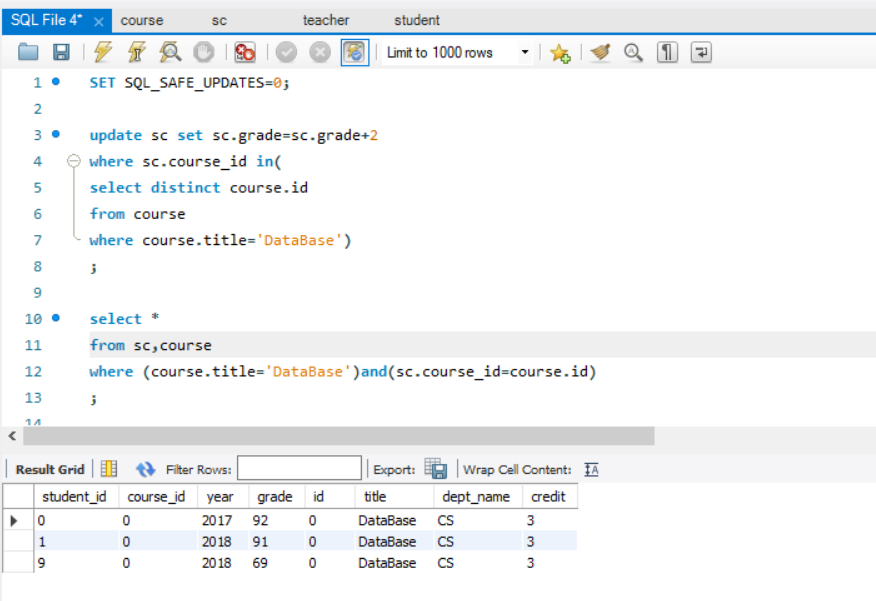 SQL File 4* × course sc teacher student
Limit to 1000 rows
1 SET SQL_SAFE_UPDATES=0;
2
3 update sc set sc.grade=sc.grade+2
4 where sc.course_id in(
5 select distinct course.id
6 from course
7 where course.title='DataBase')
8 ;
9
10 select *
11 from sc,course
12 where (course.title='DataBase')and(sc.course_id=course.id)
13 ;
14
Result Grid Filter Rows: Export: Wrap Cell Content: IA
student_id course_id year grade id title dept_name credit
0 0 2017 92 0 DataBase CS 3
1 0 2018 91 0 DataBase CS 3
9 0 2018 69 0 DataBase CS 3